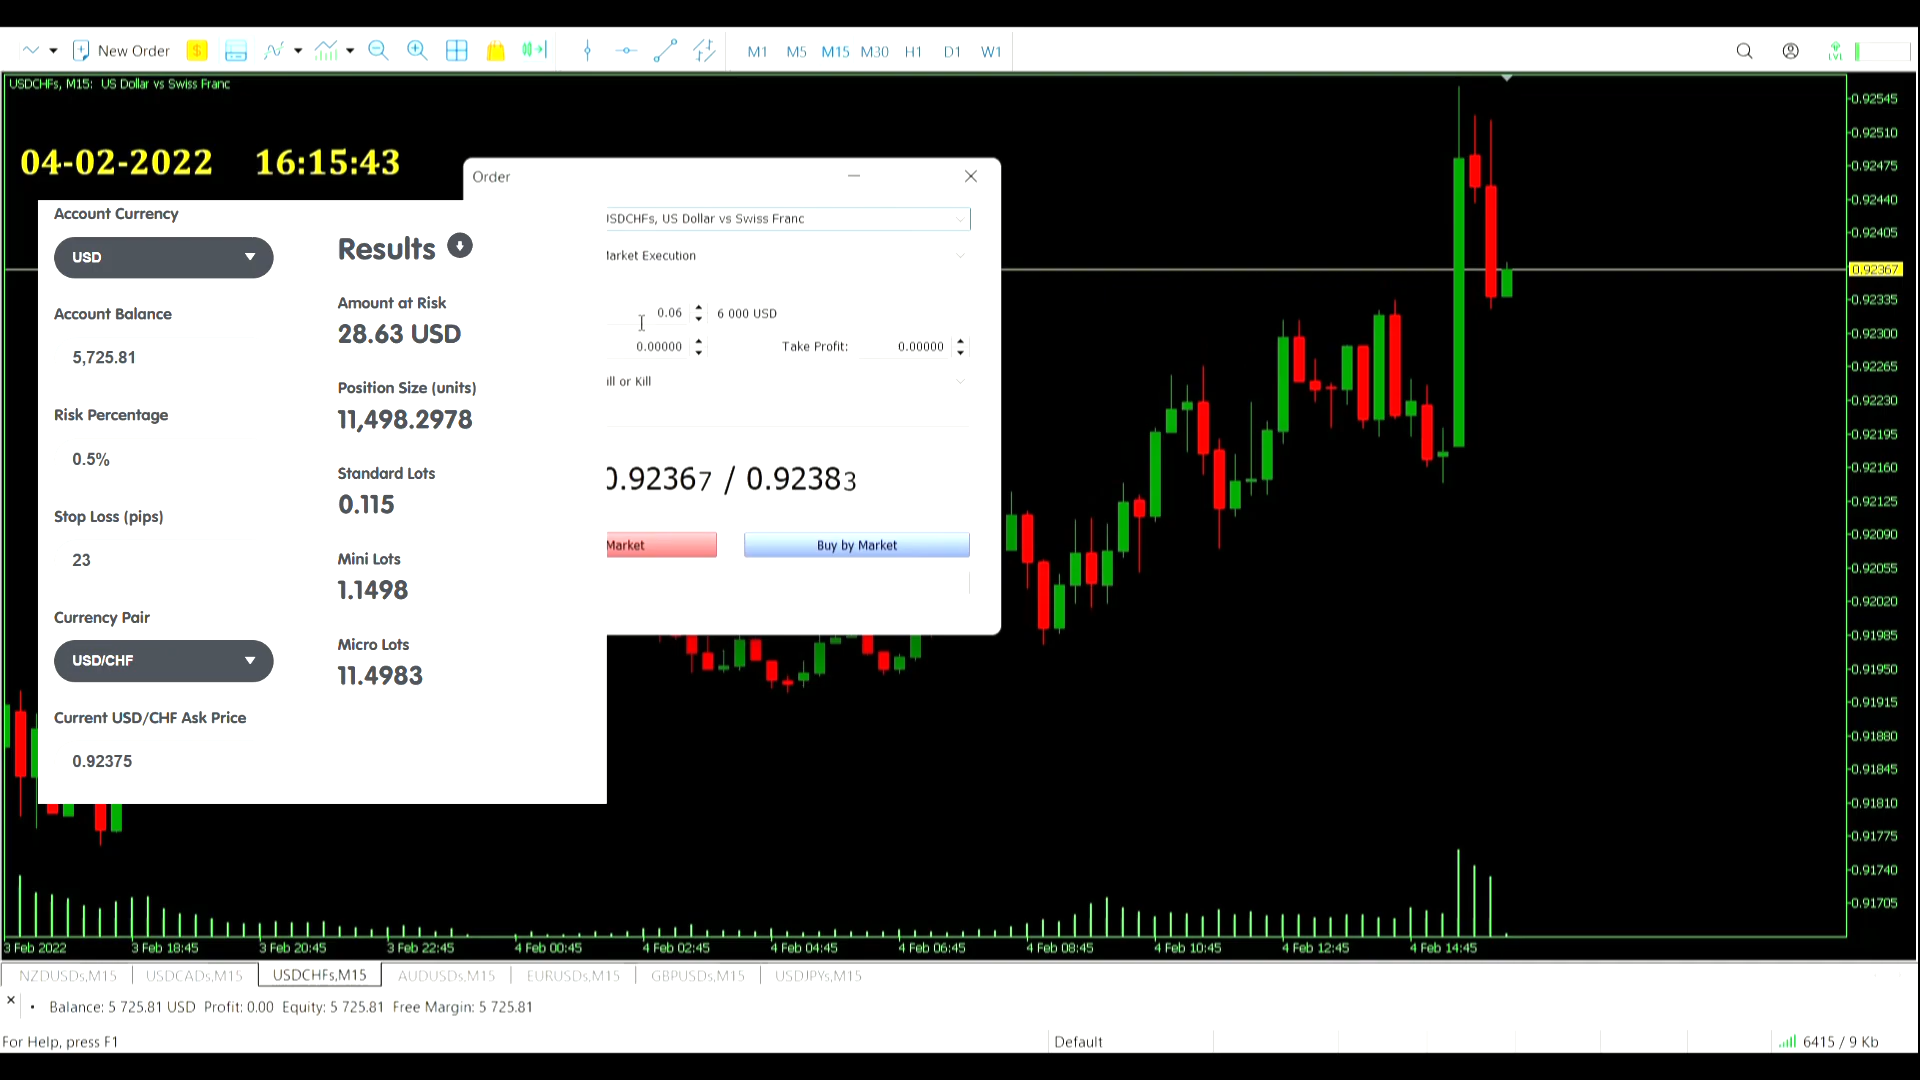 New Order
$
M1 M5 M15 M30 H1 D1 W1
LVL
USDCHFs, M15: US Dollar vs Swiss Franc
04-02-2022 16:15:43
Order
Account Currency
USD
Account Balance
5,725.81
Risk Percentage
0.5%
Stop Loss (pips)
23
Currency Pair
USD/CHF
Current USD/CHF Ask Price
0.92375
Results
Amount at Risk
28.63 USD
Position Size (units)
11,498.2978
Standard Lots
0.115
Mini Lots
1.1498
Micro Lots
11.4983
USDCHFs, US Dollar vs Swiss Franc
Market Execution
0.06 6 000 USD
0.00000 Take Profit: 0.00000
ill or Kill
0.92367 / 0.92383
Market Buy by Market
0.92545
0.92510
0.92475
0.92440
0.92405
0.92367
0.92335
0.92300
0.92265
0.92230
0.92195
0.92160
0.92125
0.92090
0.92055
0.92020
0.91985
0.91950
0.91915
0.91880
0.91845
0.91810
0.91775
0.91740
0.91705
3 Feb 2022 3 Feb 18:45 3 Feb 20:45 3 Feb 22:45 4 Feb 00:45 4 Feb 02:45 4 Feb 04:45 4 Feb 06:45 4 Feb 08:45 4 Feb 10:45 4 Feb 12:45 4 Feb 14:45
NZDUSDs,M15 USDCADs,M15 USDCHFs,M15 AUDUSDs,M15 EURUSDs,M15 GBPUSDs,M15 USDJPYs,M15
Balance: 5 725.81 USD Profit: 0.00 Equity: 5 725.81 Free Margin: 5 725.81
For Help, press F1 Default 6415 / 9 Kb